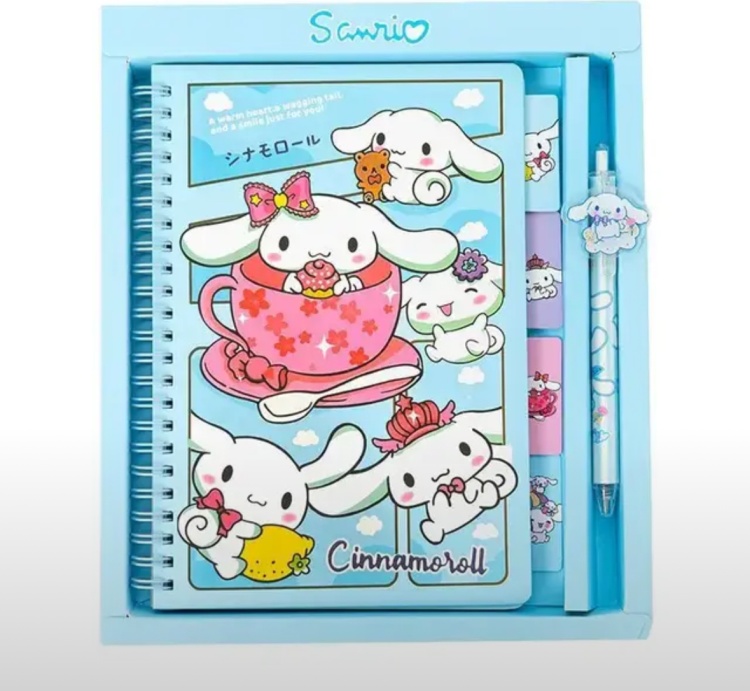 Sanrio
A warm heart,a wagging tail,
and a smile just for you!
シナモロール
Cinnamoroll